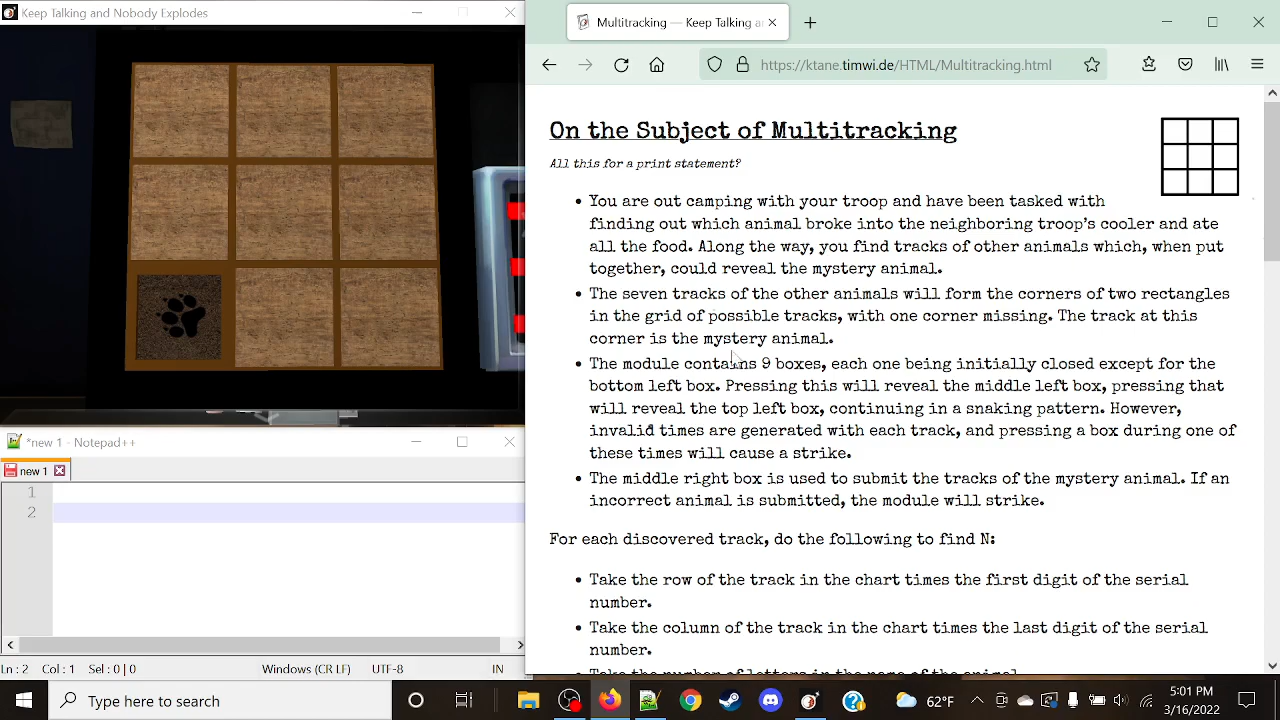 Keep Talking and Nobody Explodes
Multitracking — Keep Talking an
https://ktane.timwi.de/HTML/Multitracking.html
On the Subject of Multitracking
All this for a print statement?
• You are out camping with your troop and have been tasked with
finding out which animal broke into the neighboring troop's cooler and ate
all the food. Along the way, you find tracks of other animals which, when put
together, could reveal the mystery animal.
• The seven tracks of the other animals will form the corners of two rectangles
in the grid of possible tracks, with one corner missing. The track at this
corner is the mystery animal.
• The module contains 9 boxes, each one being initially closed except for the
bottom left box. Pressing this will reveal the middle left box, pressing that
will reveal the top left box, continuing in a snaking pattern. However,
invalid times are generated with each track, and pressing a box during one of
these times will cause a strike.
• The middle right box is used to submit the tracks of the mystery animal. If an
incorrect animal is submitted, the module will strike.
For each discovered track, do the following to find N:
• Take the row of the track in the chart times the first digit of the serial
number.
• Take the column of the track in the chart times the last digit of the serial
number.
• Take the number of letters in the name of the animal
*new 1 - Notepad++
new 1
1
2
Ln : 2 Col : 1 Sel : 0 | 0 Windows (CR LF) UTF-8 IN
Type here to search
62°F
5:01 PM
3/16/2022